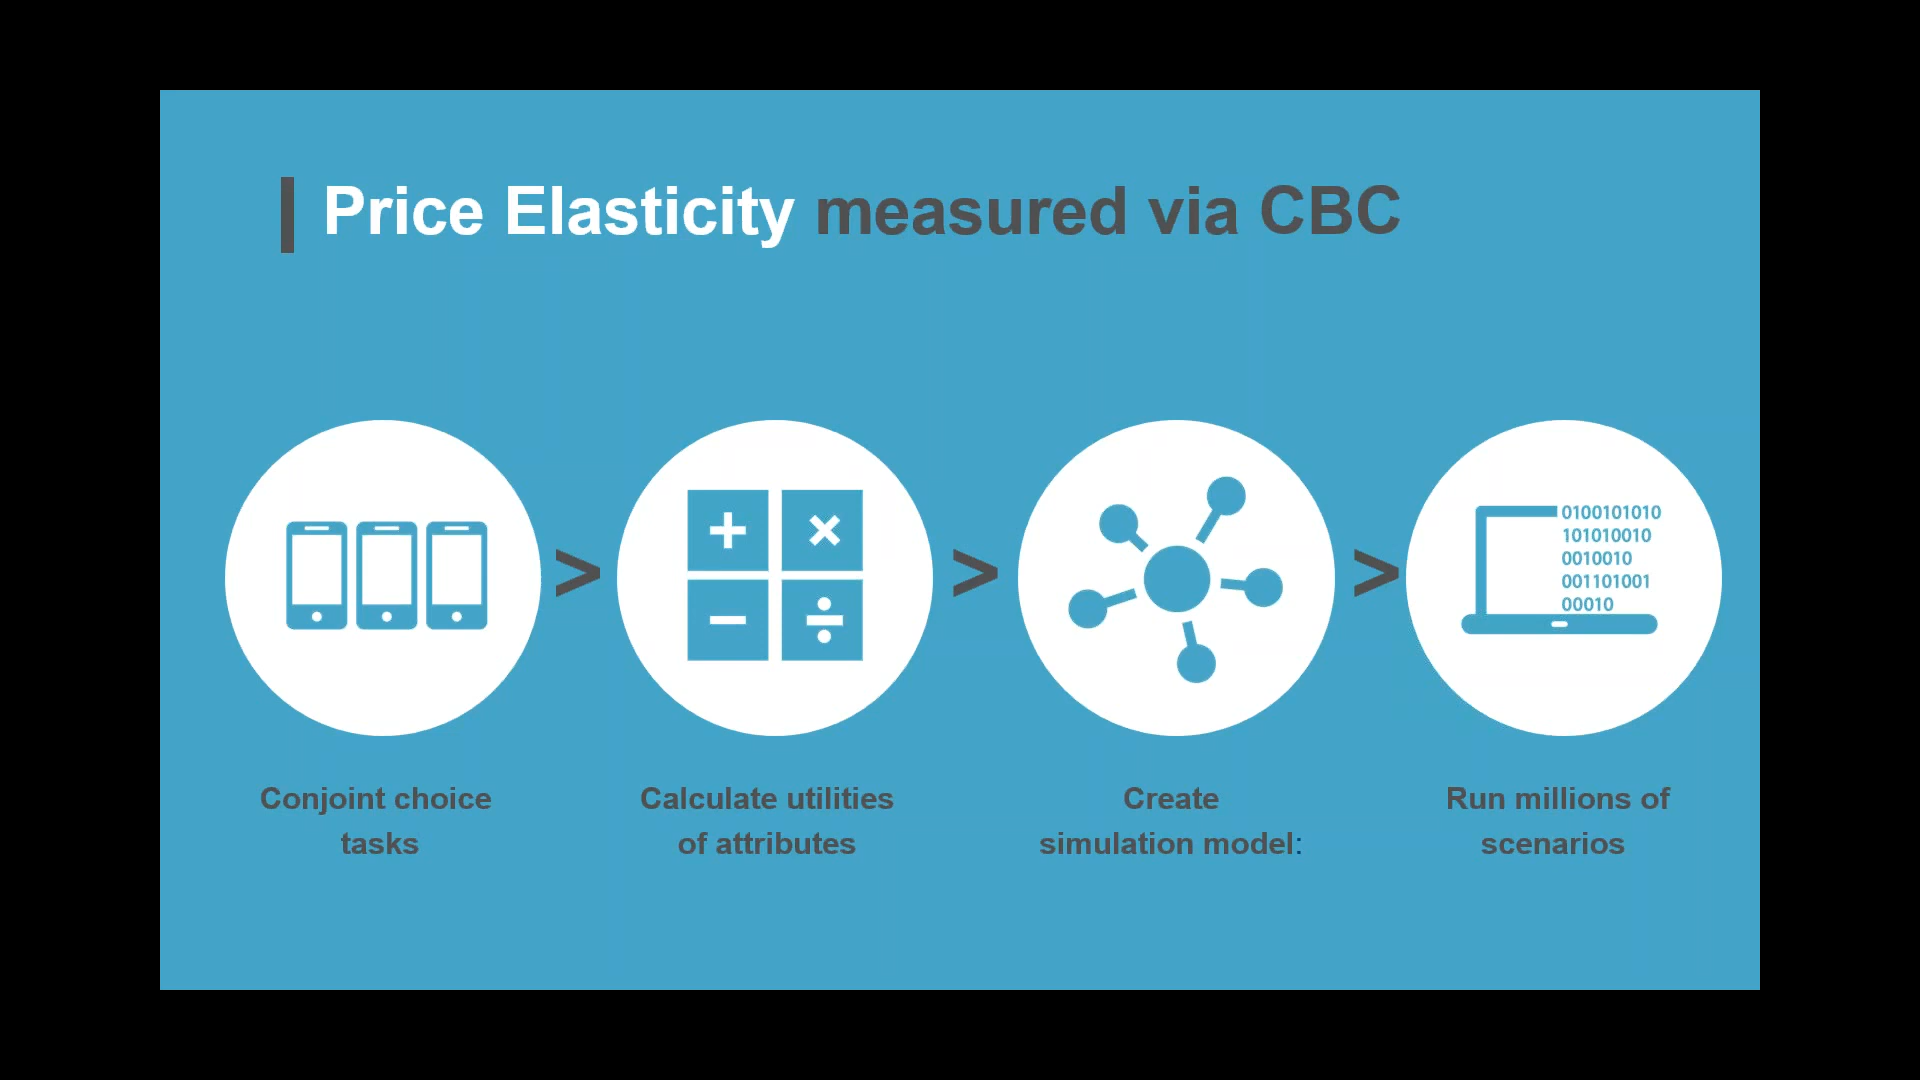 Price Elasticity measured via CBC
0100101010
101010010
0010010
001101001
00010
> > >
Conjoint choice
tasks
Calculate utilities
of attributes
Create
simulation model:
Run millions of
scenarios